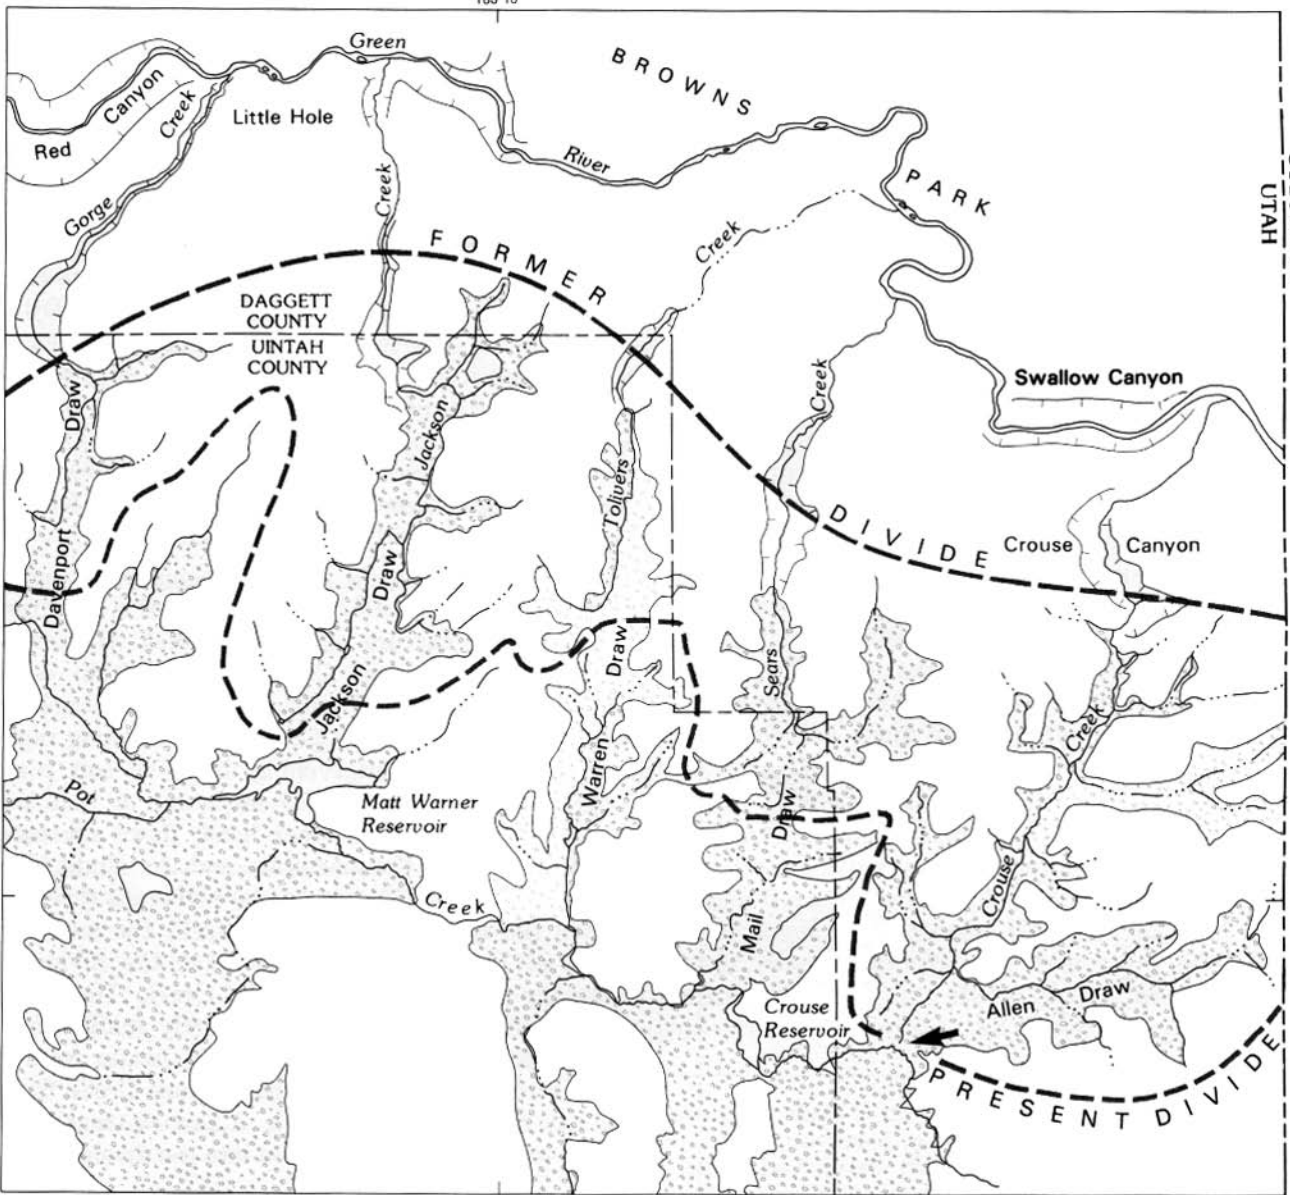 Green
BROWNS
Canyon
Creek
Little Hole
Red
River
Creek
PARK
UTAH
Gorge
Creek
FORMER
DAGGETT
COUNTY
UINTAH
COUNTY
Draw
Jackson
Creek
Swallow Canyon
Tolivers
DIVIDE
Crouse
Canyon
Davenport
Draw
Draw
Sears
Jackson
Creek
Warren
Pot
Matt Warner
Reservoir
Draw
Crouse
Creek
Mail
Allen
Draw
Crouse
Reservoir
PRESENT DIVIDE